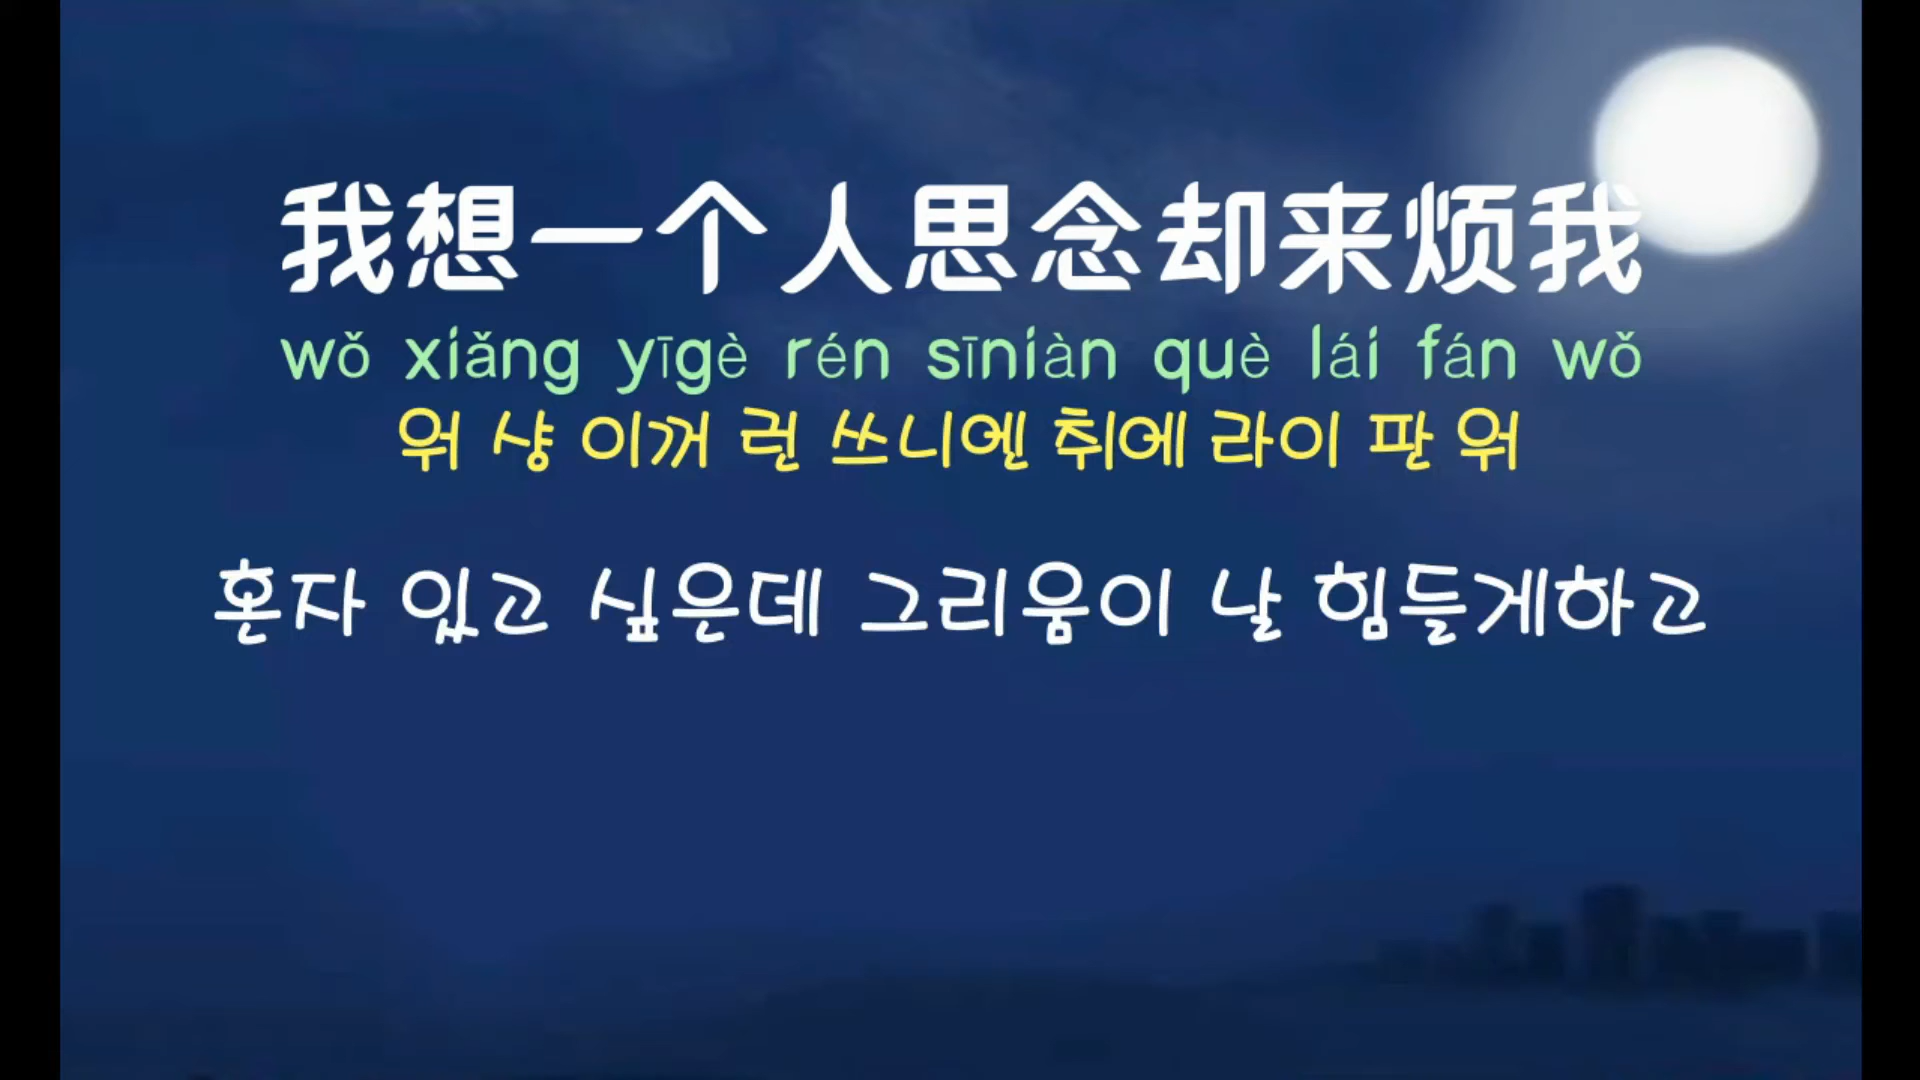 我想一个人思念却来烦我
wǒ xiǎng yīgè rén sīniàn què lái fán wǒ
워 샹 이꺼 런 쓰니엔 취에 라이 판 워
혼자 있고 싶은데 그리움이 날 힘들게하고